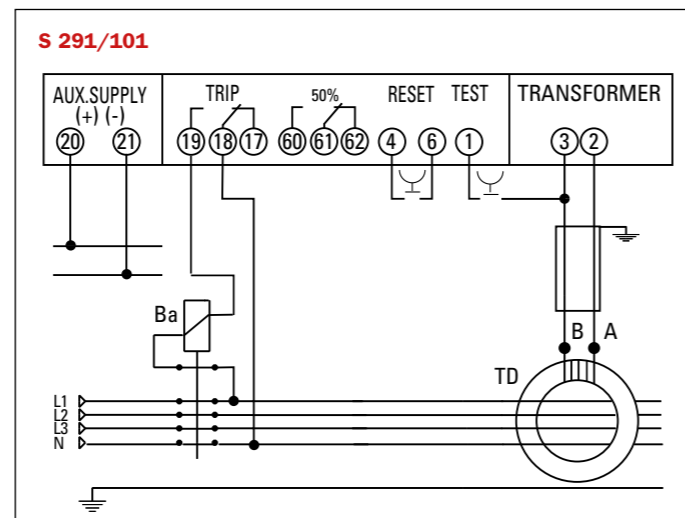 S 291/101
AUX.SUPPLY TRIP 50% RESET TEST TRANSFORMER
(+) (-)
20 21 19 18 17 60 61 62 4 6 1 3 2
Ba
B A
TD
L1
L2
L3
N